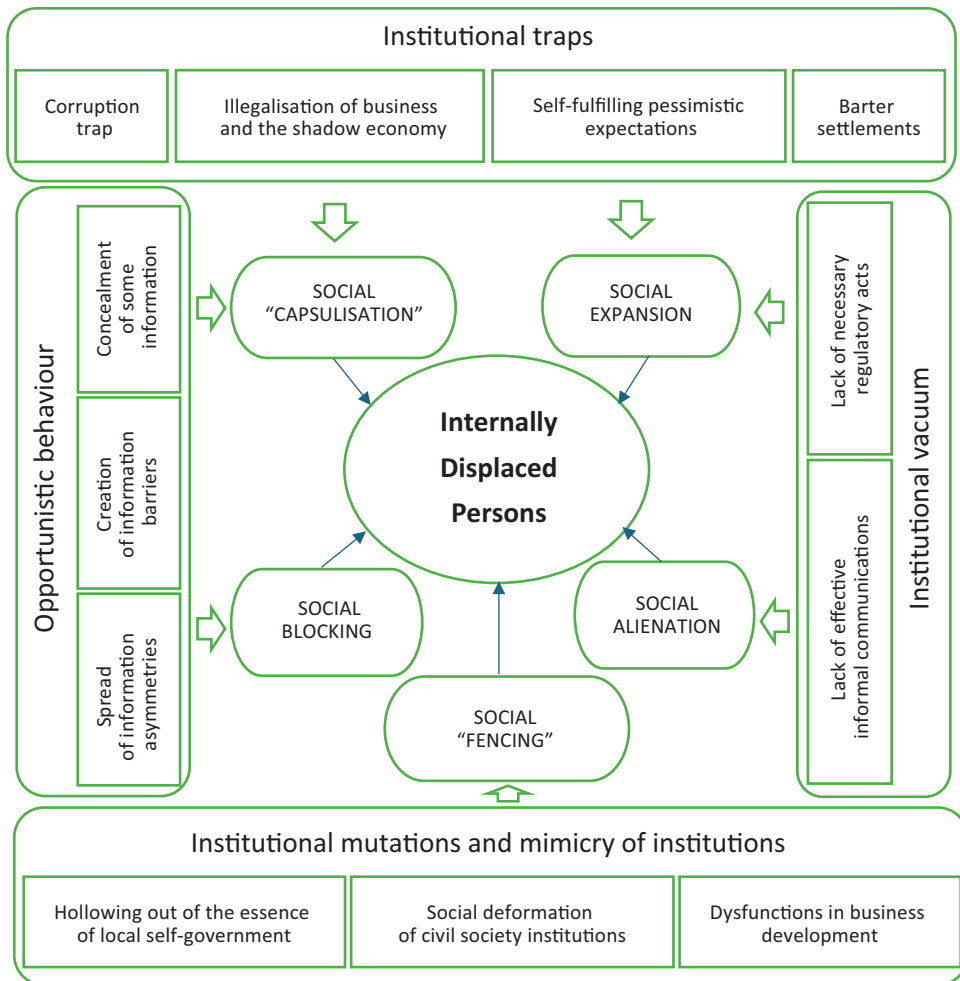 Institutional traps
Corruption
trap
Illegalisation of business
and the shadow economy
Self-fulfilling pessimistic
expectations
Barter
settlements
Opportunistic behaviour
Concealment
of some
information
Creation
of information
barriers
Spread
of information
asymmetries
SOCIAL
“CAPSULISATION”
SOCIAL
EXPANSION
Internally
Displaced
Persons
SOCIAL
BLOCKING
SOCIAL
ALIENATION
SOCIAL
“FENCING”
Lack of necessary
regulatory acts
Lack of effective
informal communications
Institutional vacuum
Institutional mutations and mimicry of institutions
Hollowing out of the essence
of local self-government
Social deformation
of civil society institutions
Dysfunctions in business
development